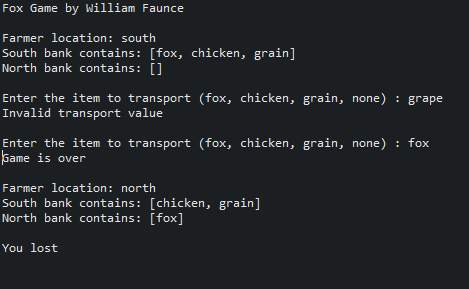 Fox Game by William Faunce
Farmer location: south
South bank contains: [fox, chicken, grain]
North bank contains: []
Enter the item to transport (fox, chicken, grain, none) : grape
Invalid transport value
Enter the item to transport (fox, chicken, grain, none) : fox
Game is over
Farmer location: north
South bank contains: [chicken, grain]
North bank contains: [fox]
You lost